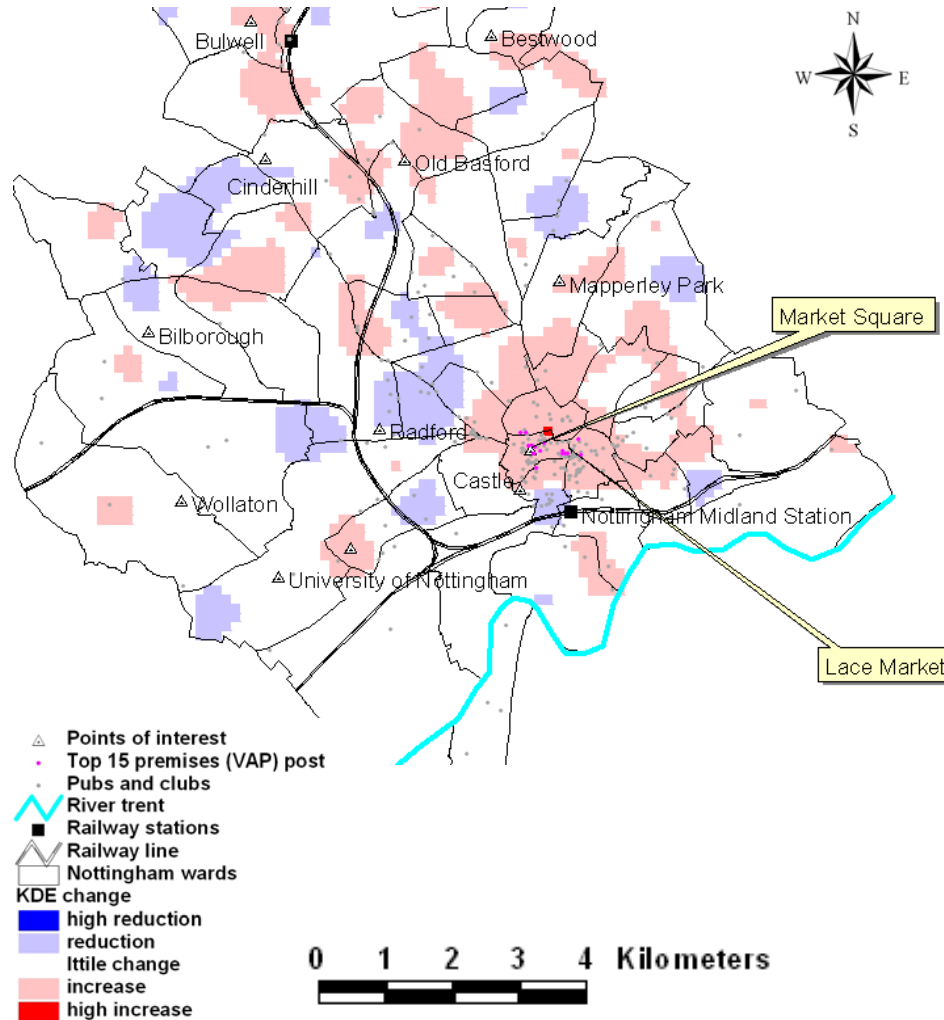 N
Bulwell
Bestwood
W
E
S
Old Basford
Cinderhill
Mapperley Park
Market Square
Bilborough
Radford
Castle
Wollaton
Nottingham Midland Station
University of Nottingham
Lace Market
Points of interest
Top 15 premises (VAP) post
Pubs and clubs
River trent
Railway stations
Railway line
Nottingham wards
KDE change
high reduction
reduction
lttile change
increase
high increase
0 1 2 3 4 Kilometers